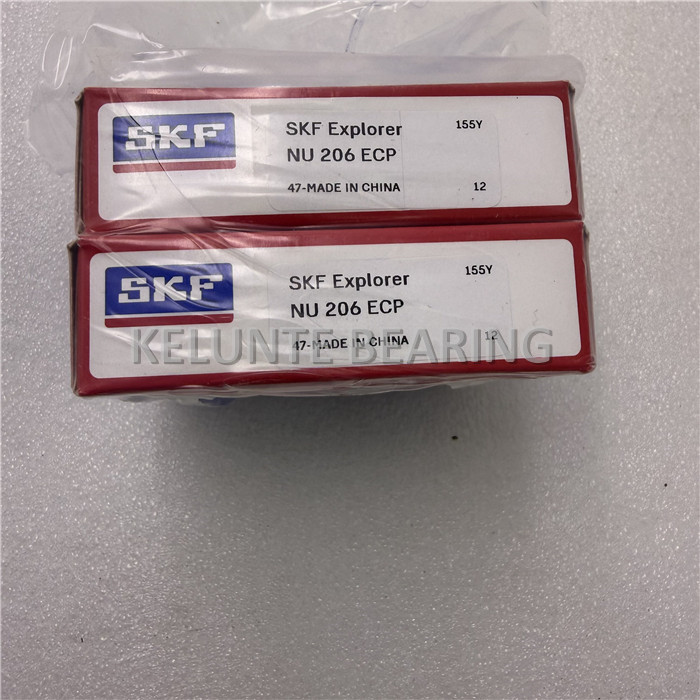 SKF
SKF Explorer
155Y
NU 206 ECP
47-MADE IN CHINA
12
SKF
SKF Explorer
155Y
NU 206 ECP
47-MADE IN CHINA
12
KELUNTE BEARING